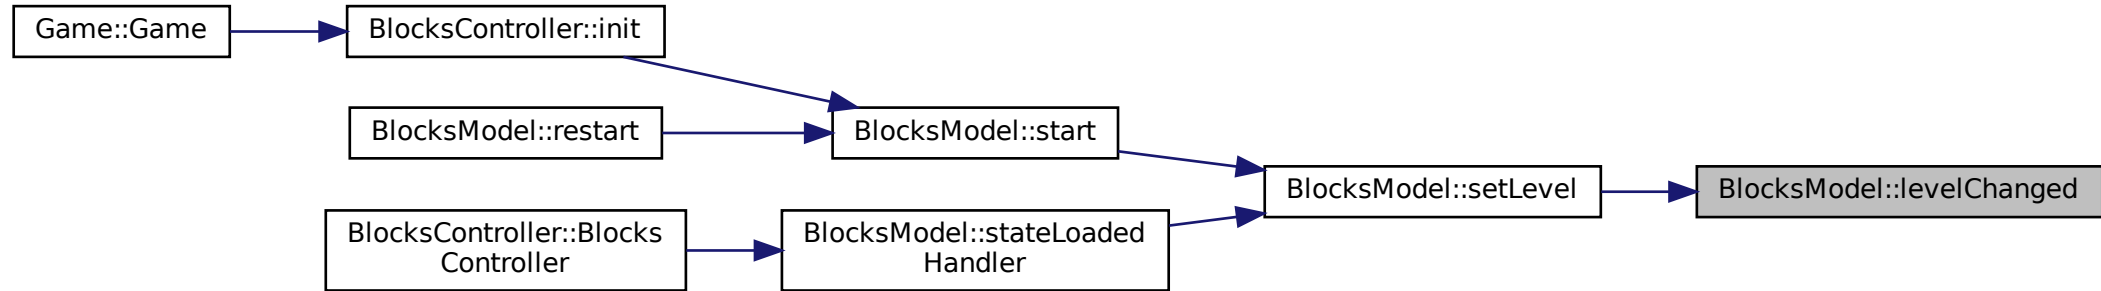 Game::Game
BlocksController::init
BlocksModel::restart
BlocksModel::start
BlocksController::Blocks
Controller
BlocksModel::stateLoaded
Handler
BlocksModel::setLevel
BlocksModel::levelChanged